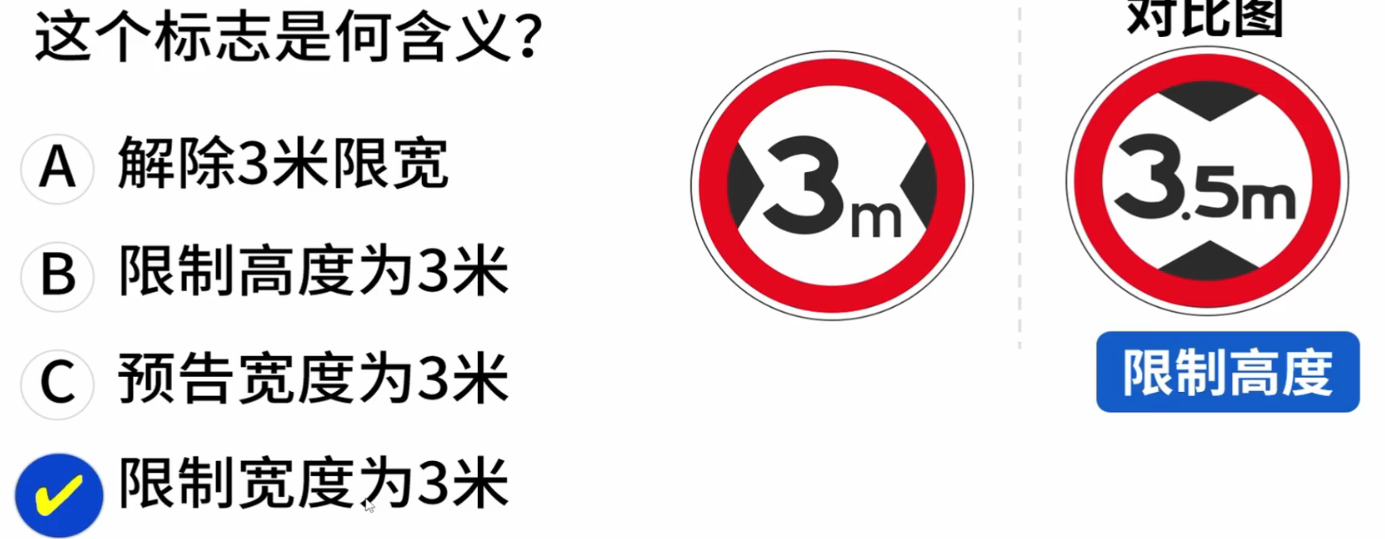 这个标志是何含义？
A 解除3米限宽
B 限制高度为3米
C 预告宽度为3米
限制宽度为3米
3m
对比图
3.5m
限制高度